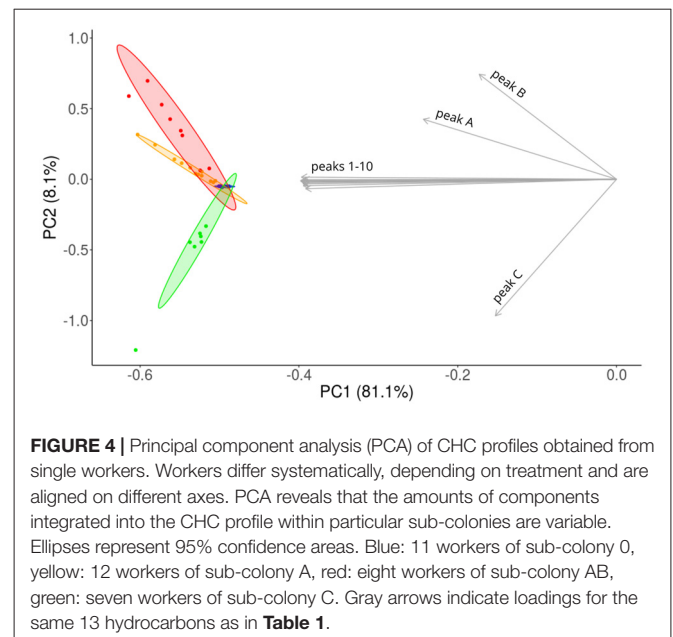 1.0
0.5
0.0
-0.5
-1.0
PC2 (8.1%)
peak B
peak A
peaks 1-10
peak C
-0.6
-0.4
-0.2
0.0
PC1 (81.1%)
FIGURE 4 | Principal component analysis (PCA) of CHC profiles obtained from
single workers. Workers differ systematically, depending on treatment and are
aligned on different axes. PCA reveals that the amounts of components
integrated into the CHC profile within particular sub-colonies are variable.
Ellipses represent 95% confidence areas. Blue: 11 workers of sub-colony 0,
yellow: 12 workers of sub-colony A, red: eight workers of sub-colony AB,
green: seven workers of sub-colony C. Gray arrows indicate loadings for the
same 13 hydrocarbons as in Table 1.